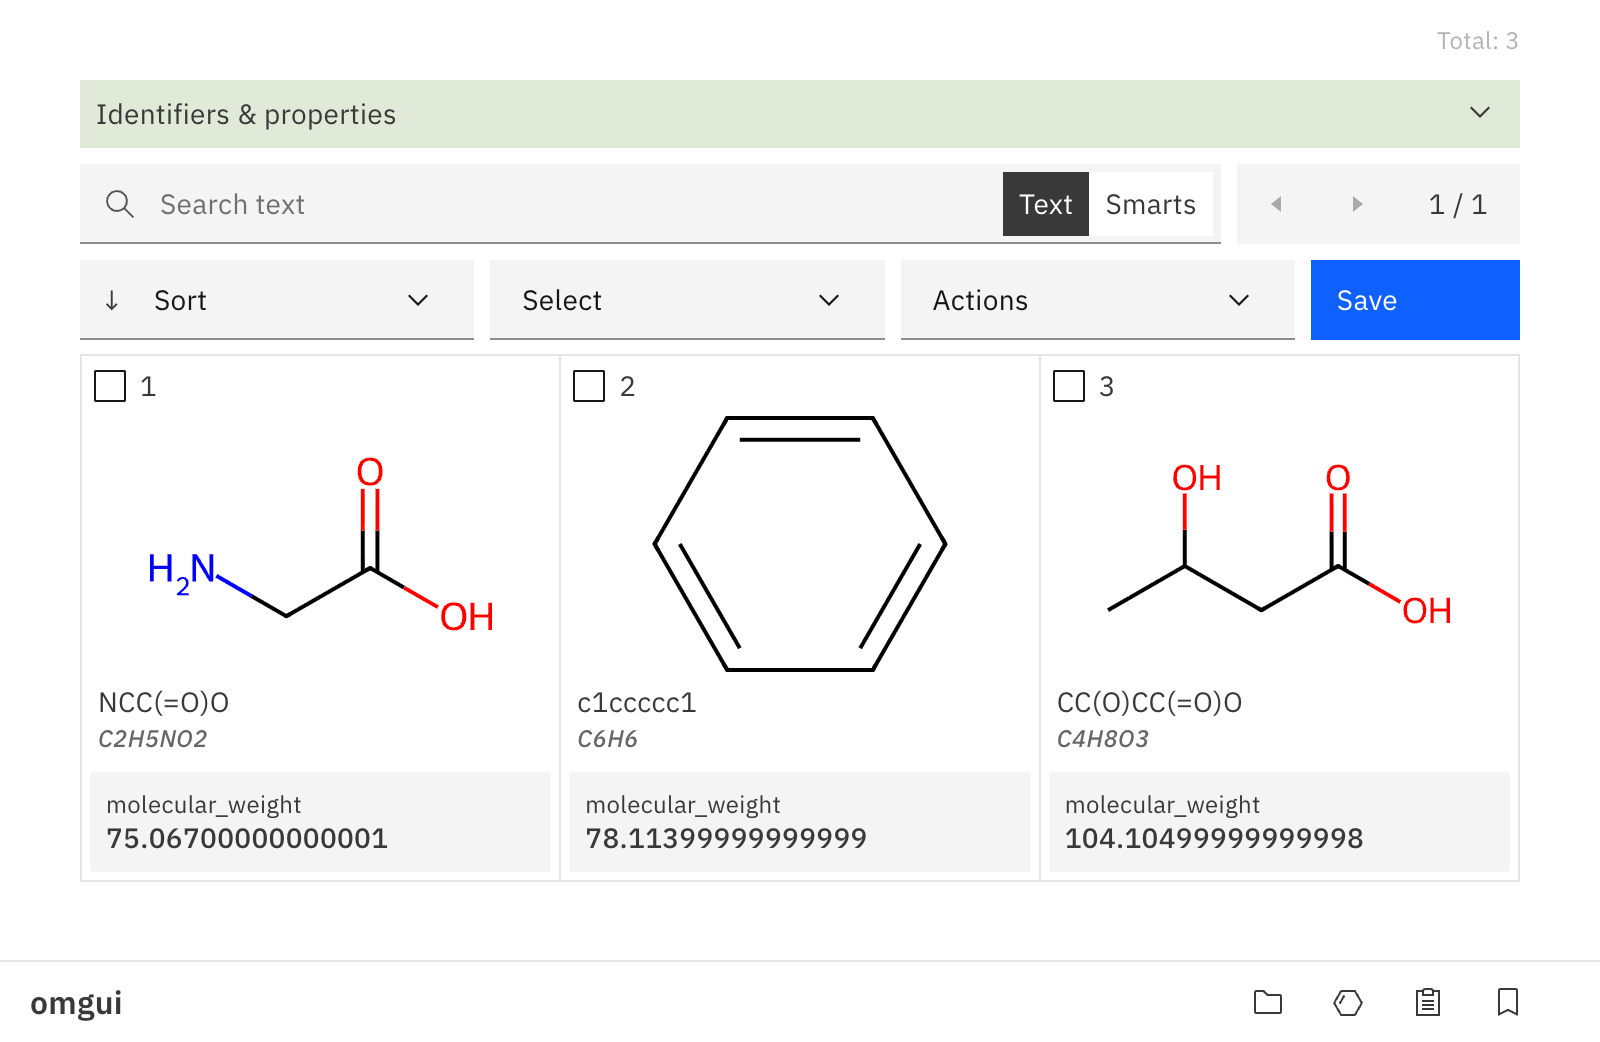 Total: 3
Identifiers & properties
Search text
Text
Smarts
1 / 1
Sort
Select
Actions
Save
1
2
3
O
H2N
OH
OH
O
OH
NCC(=O)O
C2H5NO2
c1ccccc1
C6H6
CC(O)CC(=O)O
C4H8O3
molecular_weight
75.06700000000001
molecular_weight
78.11399999999999
molecular_weight
104.10499999999998
omgui